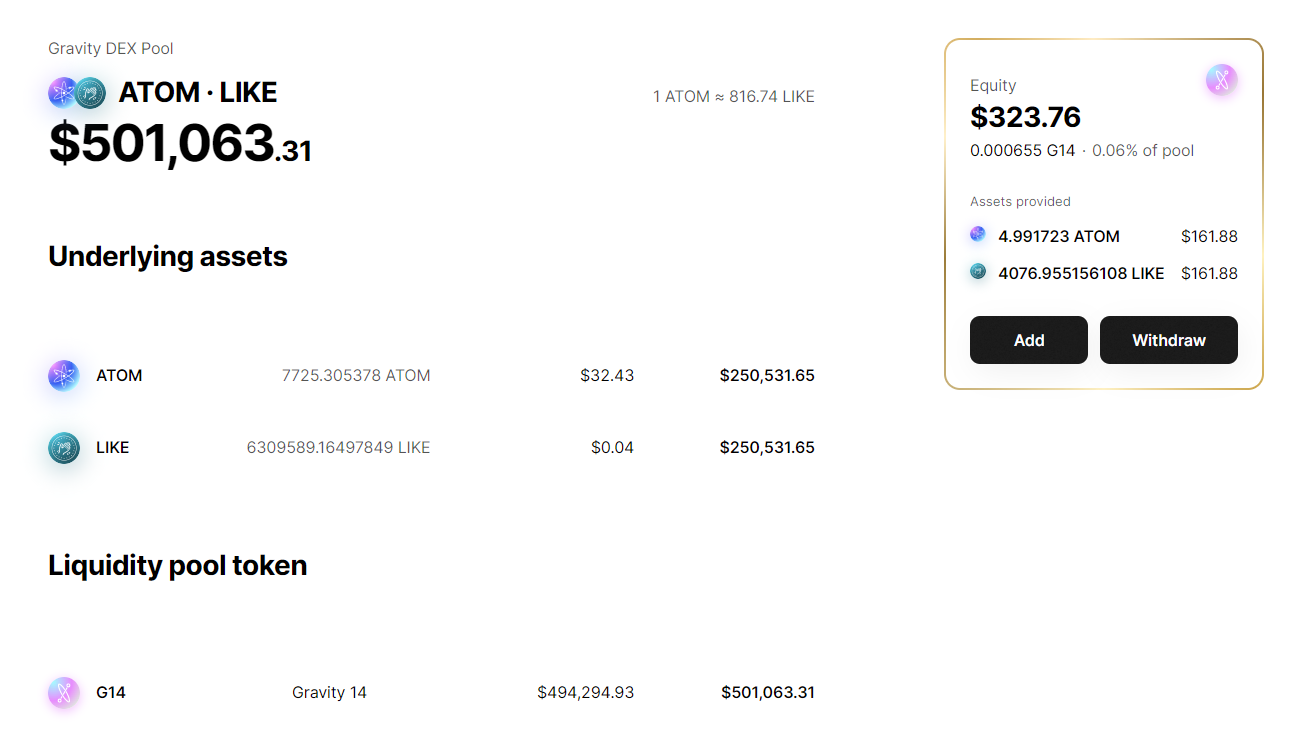 Gravity DEX Pool
ATOM · LIKE
1 ATOM ≈ 816.74 LIKE
$501,063.31
Underlying assets
ATOM 7725.305378 ATOM $32.43 $250,531.65
LIKE 6309589.16497849 LIKE $0.04 $250,531.65
Liquidity pool token
G14 Gravity 14 $494,294.93 $501,063.31
Equity
$323.76
0.000655 G14 · 0.06% of pool
Assets provided
4.991723 ATOM $161.88
4076.955156108 LIKE $161.88
Add Withdraw